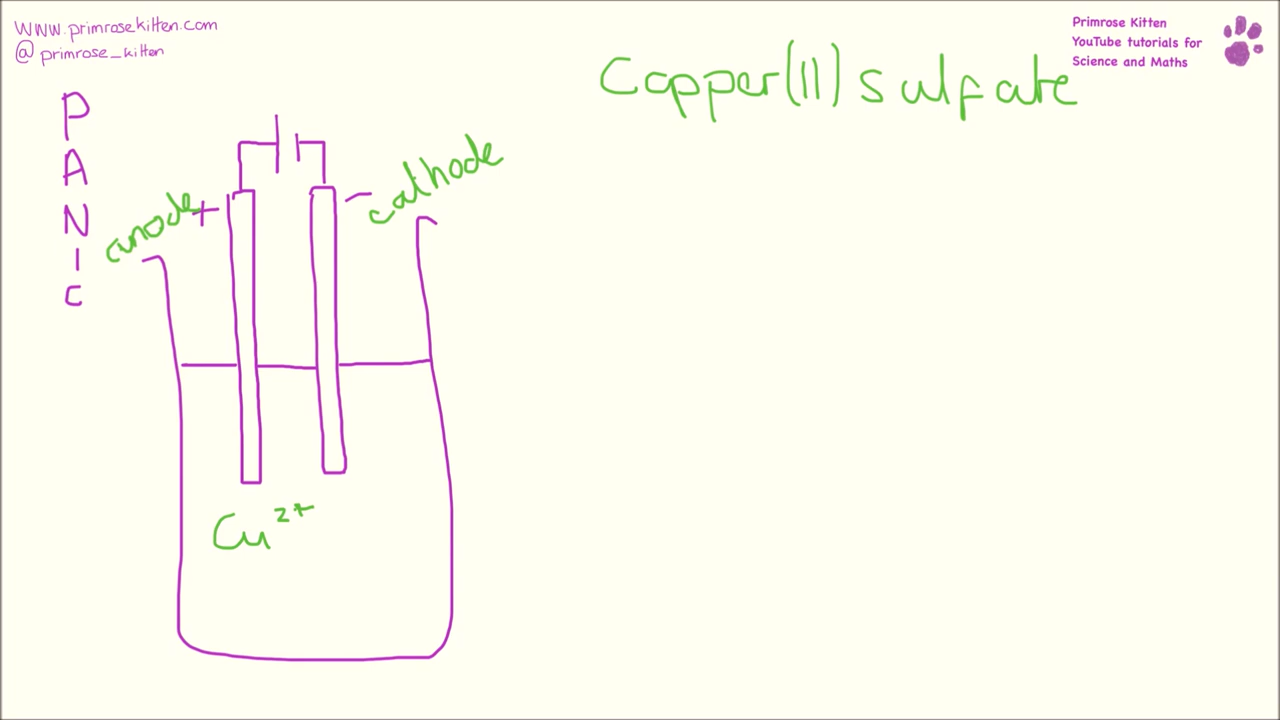 www.primrosekitten.com
@primrose_kitten
Primrose Kitten
YouTube tutorials for
Science and Maths
Copper(II) sulfate
P
A
N
I
C
anode
+
-
cathode
Cu²⁺